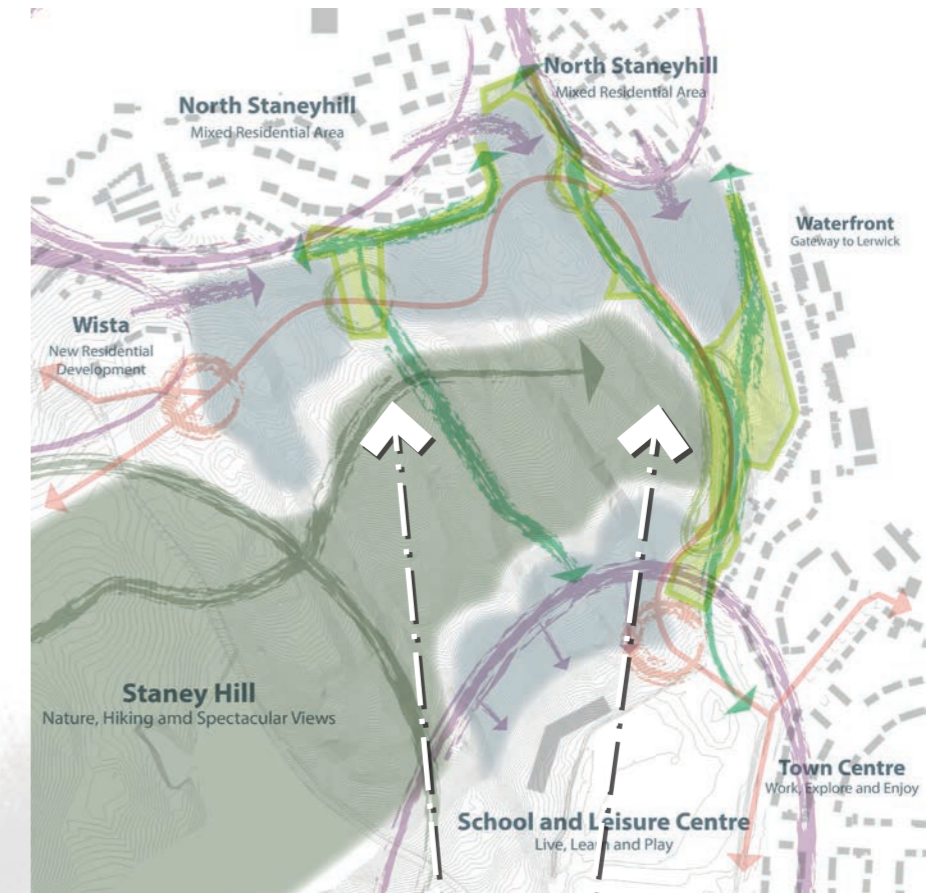 North Staneyhill
Mixed Residential Area
North Staneyhill
Mixed Residential Area
Waterfront
Gateway to Lerwick
Wista
New Residential
Development
Staney Hill
Nature, Hiking amd Spectacular Views
Town Centre
Work, Explore and Enjoy
School and Leisure Centre
Live, Learn and Play